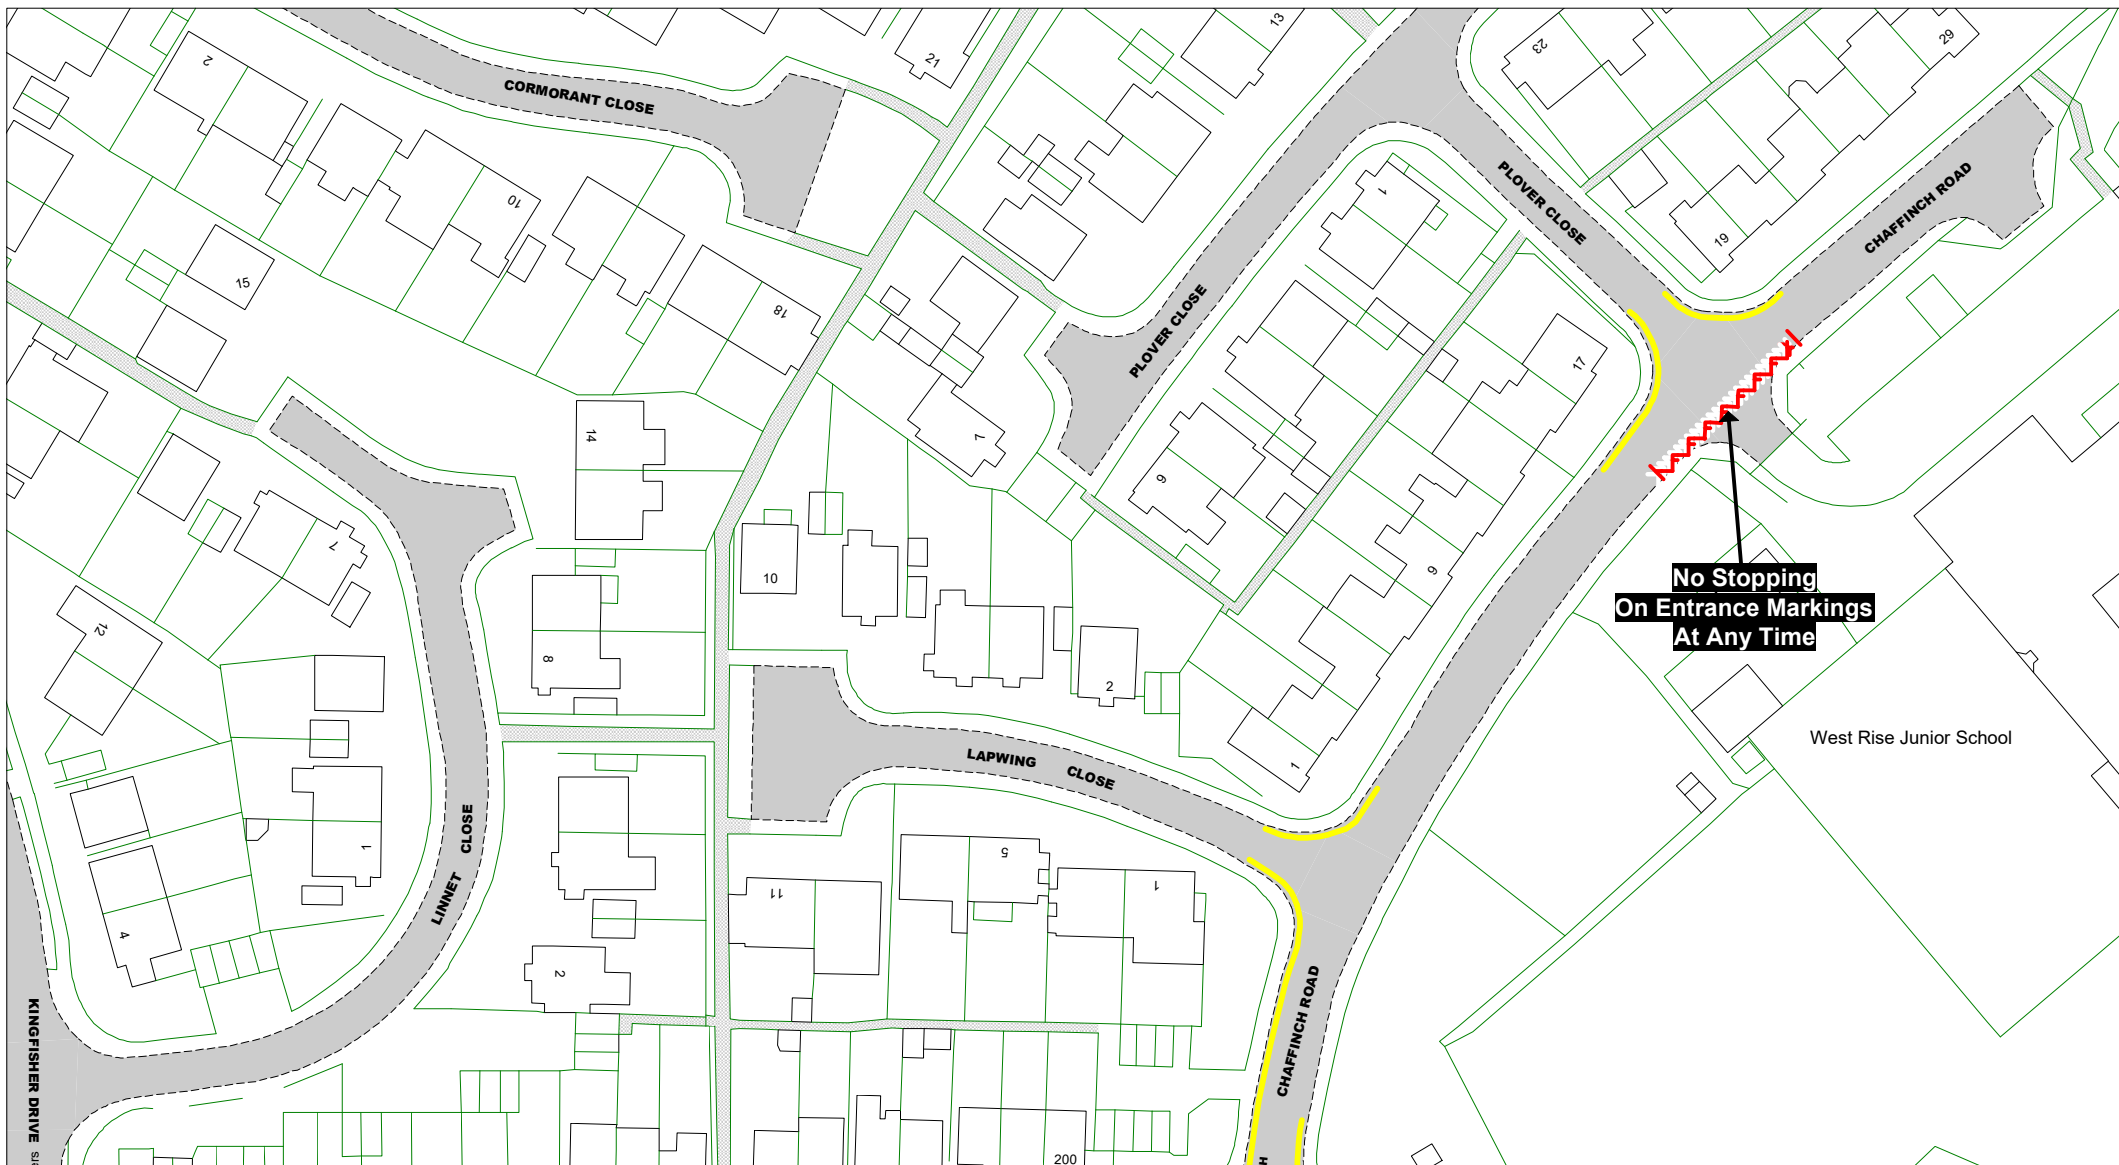 2
21
13
23
29
CORMORANT CLOSE
10
15
18
1
PLOVER CLOSE
19
CHAFFINCH ROAD
PLOVER CLOSE
17
14
7
9
7
12
10
8
2
9
1
No Stopping
On Entrance Markings
At Any Time
West Rise Junior School
LAPWING CLOSE
LINNET CLOSE
1
4
2
11
5
1
CHAFFINCH ROAD
KINGFISHER DRIVE
200
H